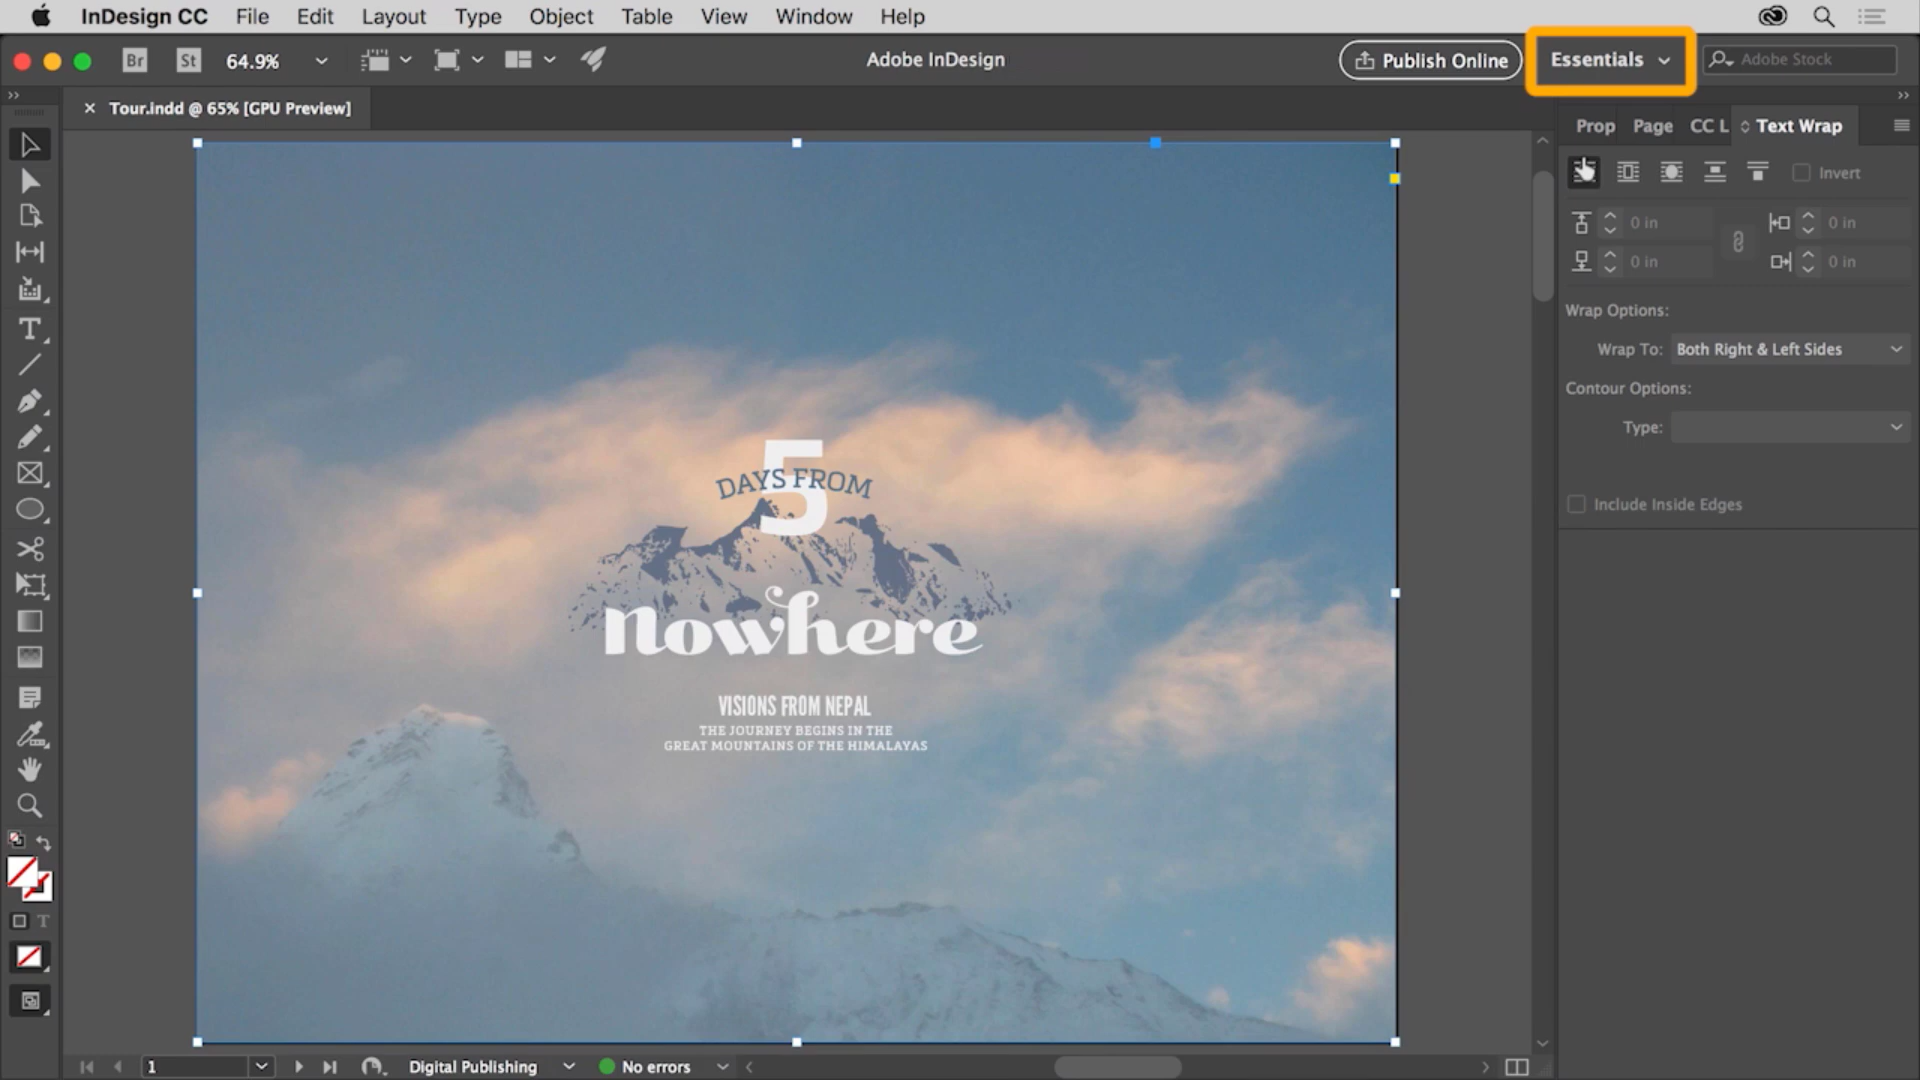 InDesign CC File Edit Layout Type Object Table View Window Help
Br St 64.9% Adobe InDesign Publish Online Essentials Adobe Stock
× Tour.indd @ 65% [GPU Preview]
Prop Page CC L Text Wrap
Invert
0 in 0 in
0 in 0 in
Wrap Options:
Wrap To: Both Right & Left Sides
Contour Options:
Type:
Include Inside Edges
5
DAYS FROM
nowhere
VISIONS FROM NEPAL
THE JOURNEY BEGINS IN THE
GREAT MOUNTAINS OF THE HIMALAYAS
1 Digital Publishing No errors